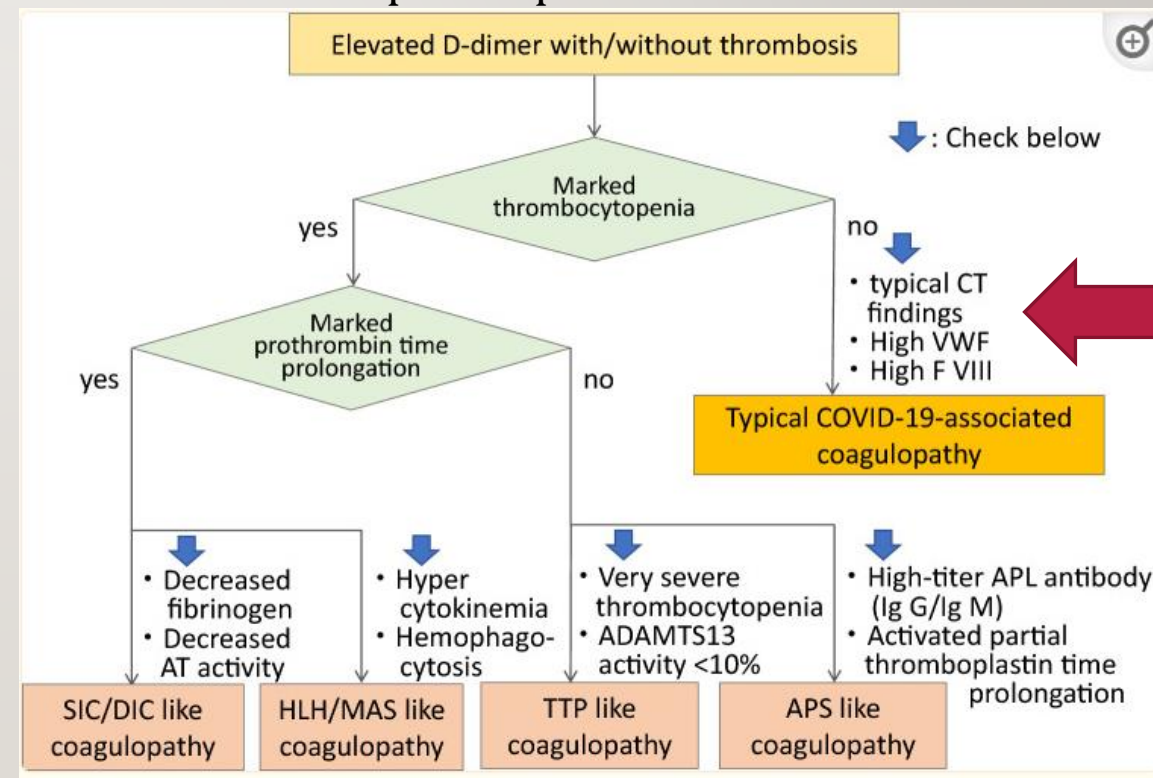 Elevated D-dimer with/without thrombosis
: Check below
Marked
thrombocytopenia
yes
no
• typical CT
findings
• High VWF
• High F VIII
Typical COVID-19-associated
coagulopathy
Marked
prothrombin time
prolongation
yes
no
• Decreased
fibrinogen
• Decreased
AT activity
SIC/DIC like
coagulopathy
• Hyper
cytokinemia
• Hemophago-
cytosis
HLH/MAS like
coagulopathy
• Very severe
thrombocytopenia
• ADAMTS13
activity <10%
TTP like
coagulopathy
• High-titer APL antibody
(Ig G/Ig M)
• Activated partial
thromboplastin time
prolongation
APS like
coagulopathy